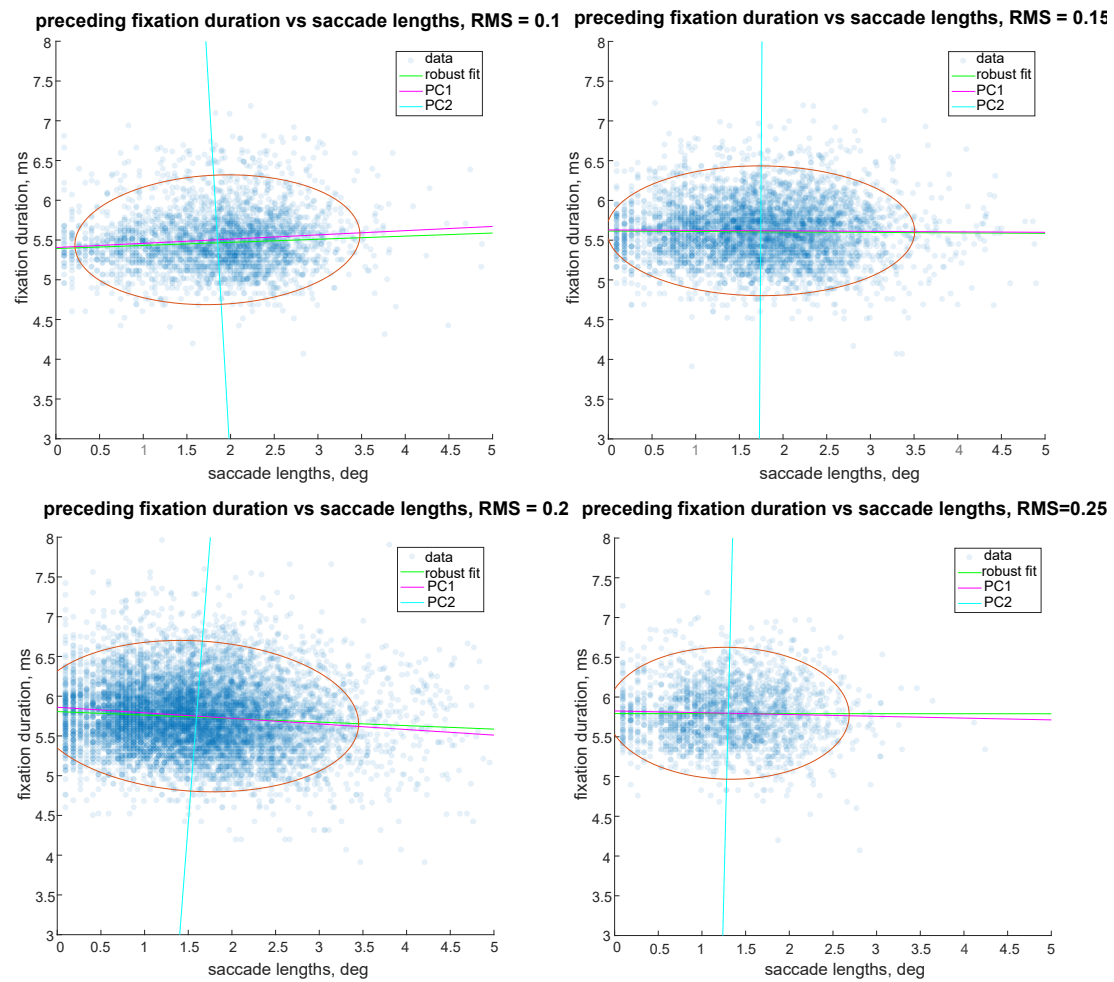 preceding fixation duration vs saccade lengths, RMS = 0.1
data
robust fit
PC1
PC2
8
7.5
7
6.5
6
5.5
5
4.5
4
3.5
3
fixation duration, ms
0 0.5 1 1.5 2 2.5 3 3.5 4 4.5 5
saccade lengths, deg
preceding fixation duration vs saccade lengths, RMS = 0.15
data
robust fit
PC1
PC2
8
7.5
7
6.5
6
5.5
5
4.5
4
3.5
3
fixation duration, ms
0 0.5 1 1.5 2 2.5 3 3.5 4 4.5 5
saccade lengths, deg
preceding fixation duration vs saccade lengths, RMS = 0.2
data
robust fit
PC1
PC2
8
7.5
7
6.5
6
5.5
5
4.5
4
3.5
3
fixation duration, ms
0 0.5 1 1.5 2 2.5 3 3.5 4 4.5 5
saccade lengths, deg
preceding fixation duration vs saccade lengths, RMS=0.25
data
robust fit
PC1
PC2
8
7.5
7
6.5
6
5.5
5
4.5
4
3.5
3
fixation duration, ms
0 0.5 1 1.5 2 2.5 3 3.5 4 4.5 5
saccade lengths, deg